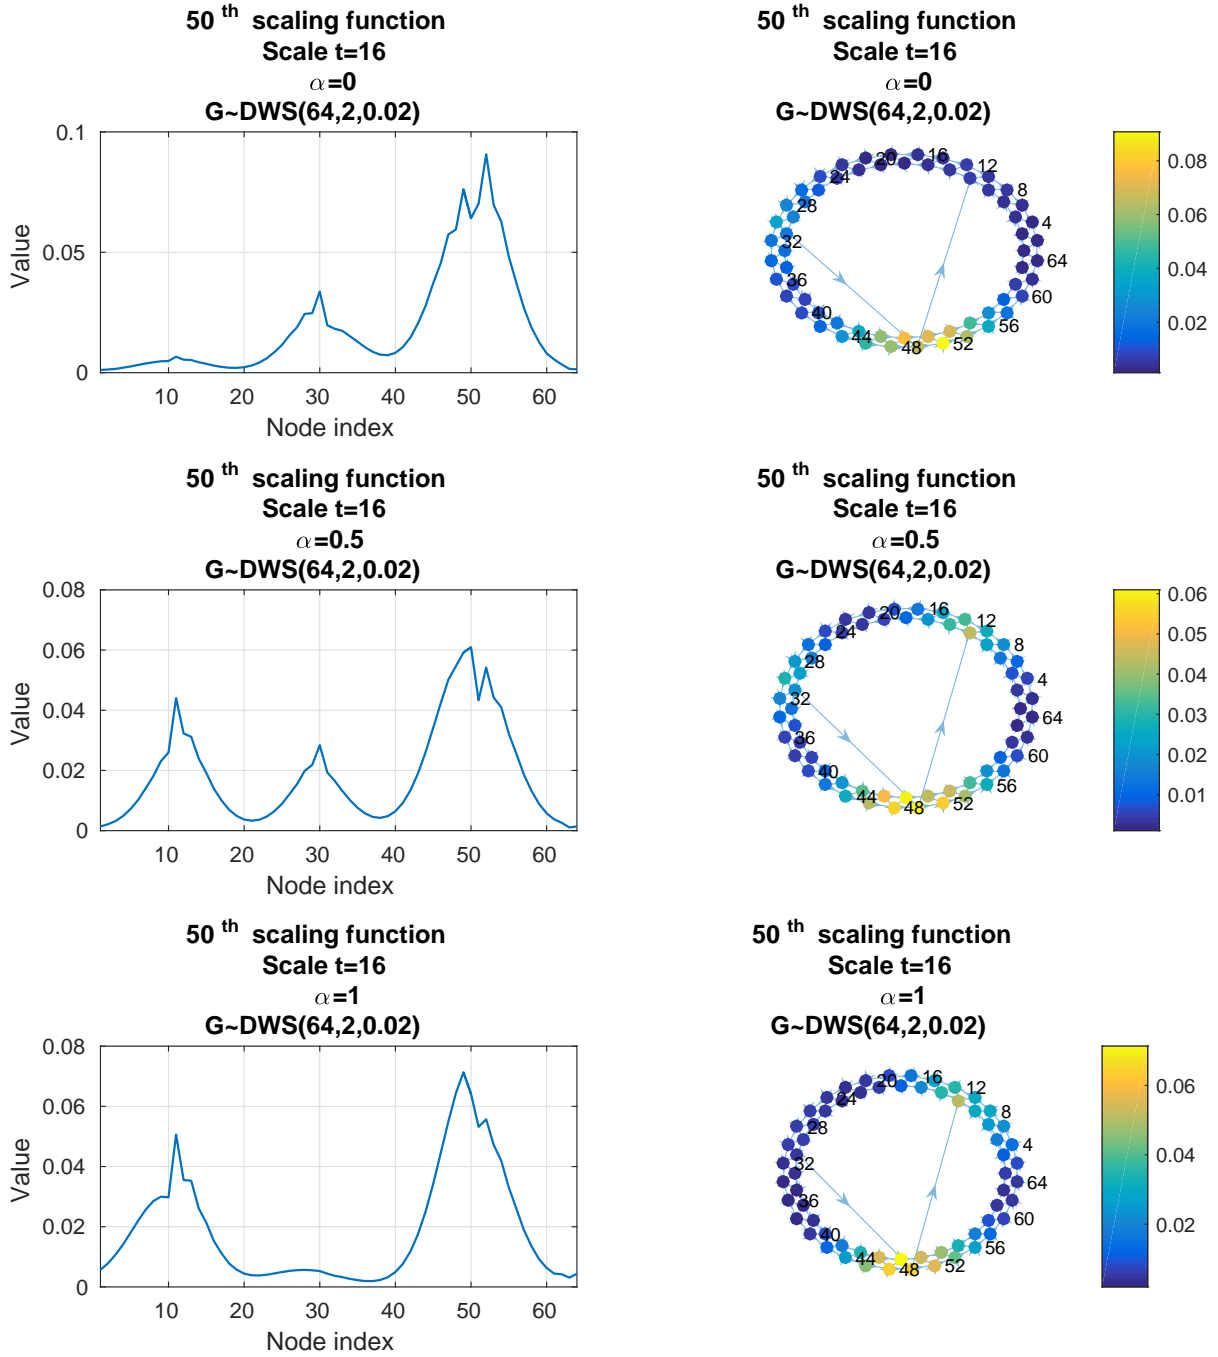 50 th scaling function
Scale t=16
α=0
G~DWS(64,2,0.02)
0.1
0.05
0
Value
10 20 30 40 50 60
Node index
50 th scaling function
Scale t=16
α=0
G~DWS(64,2,0.02)
20 16
24 12
28 8
32 4
36 64
40 60
44 48 52 56
0.08
0.06
0.04
0.02
50 th scaling function
Scale t=16
α=0.5
G~DWS(64,2,0.02)
0.08
0.06
0.04
0.02
0
Value
10 20 30 40 50 60
Node index
50 th scaling function
Scale t=16
α=0.5
G~DWS(64,2,0.02)
20 16
24 12
28 8
32 4
36 64
40 60
44 48 52 56
0.06
0.05
0.04
0.03
0.02
0.01
50 th scaling function
Scale t=16
α=1
G~DWS(64,2,0.02)
0.08
0.06
0.04
0.02
0
Value
10 20 30 40 50 60
Node index
50 th scaling function
Scale t=16
α=1
G~DWS(64,2,0.02)
20 16
24 12
28 8
32 4
36 64
40 60
44 48 52 56
0.06
0.04
0.02